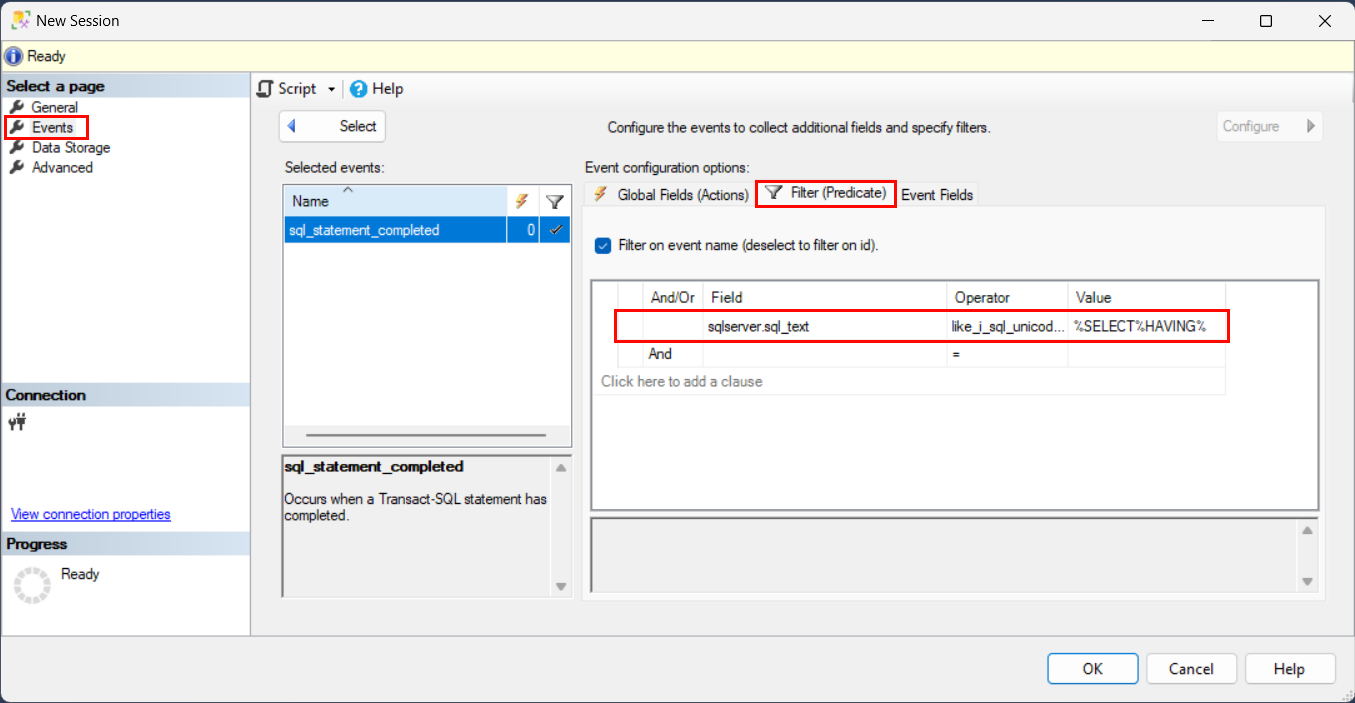 New Session
Ready
Select a page
General
Events
Data Storage
Advanced
Connection
View connection properties
Progress
Ready
Script Help
Select
Configure the events to collect additional fields and specify filters.
Configure
Selected events:
Name
sql_statement_completed 0
sql_statement_completed
Occurs when a Transact-SQL statement has
completed.
Event configuration options:
Global Fields (Actions) Filter (Predicate) Event Fields
Filter on event name (deselect to filter on id).
And/Or Field Operator Value
sqlserver.sql_text like_i_sql_unicod... %SELECT%HAVING%
And =
Click here to add a clause
OK Cancel Help